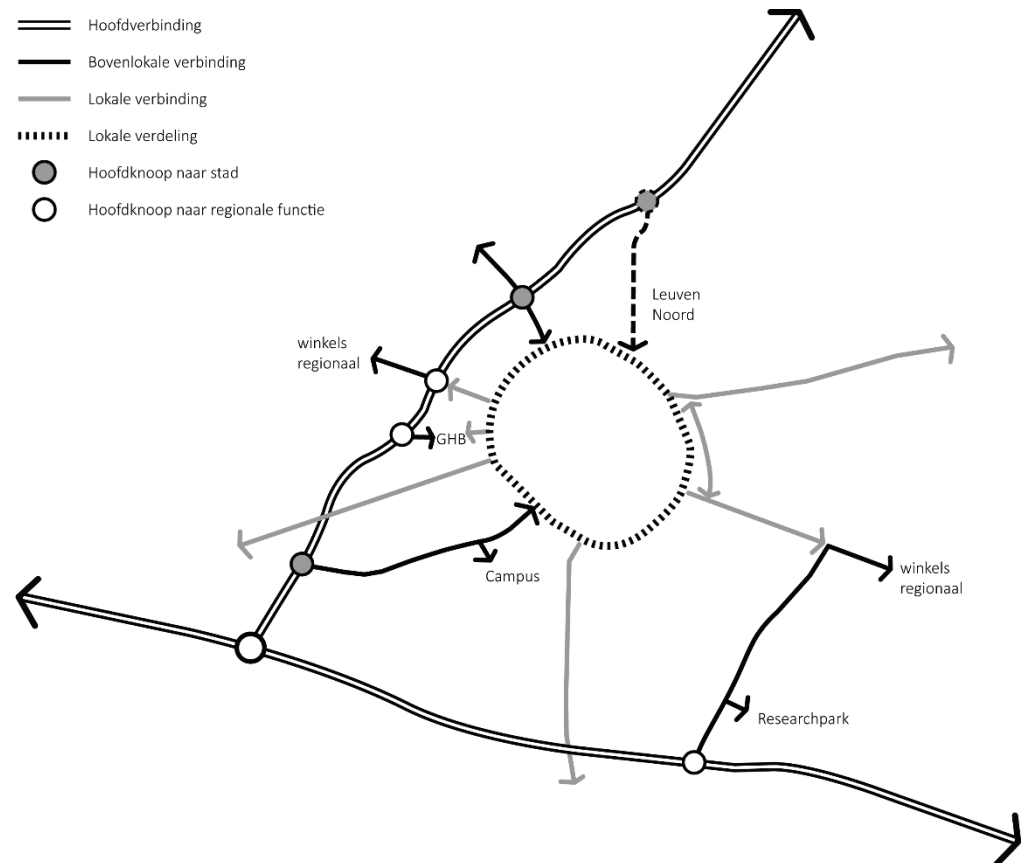 Hoofdverbinding
Bovenlokale verbinding
Lokale verbinding
Lokale verdeling
Hoofdknoop naar stad
Hoofdknoop naar regionale functie
Leuven
Noord
winkels
regionaal
GHB
Campus
winkels
regionaal
Researchpark